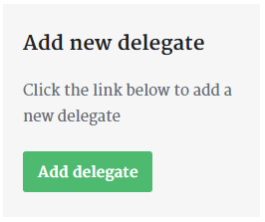 Add new delegate
Click the link below to add a
new delegate
Add delegate